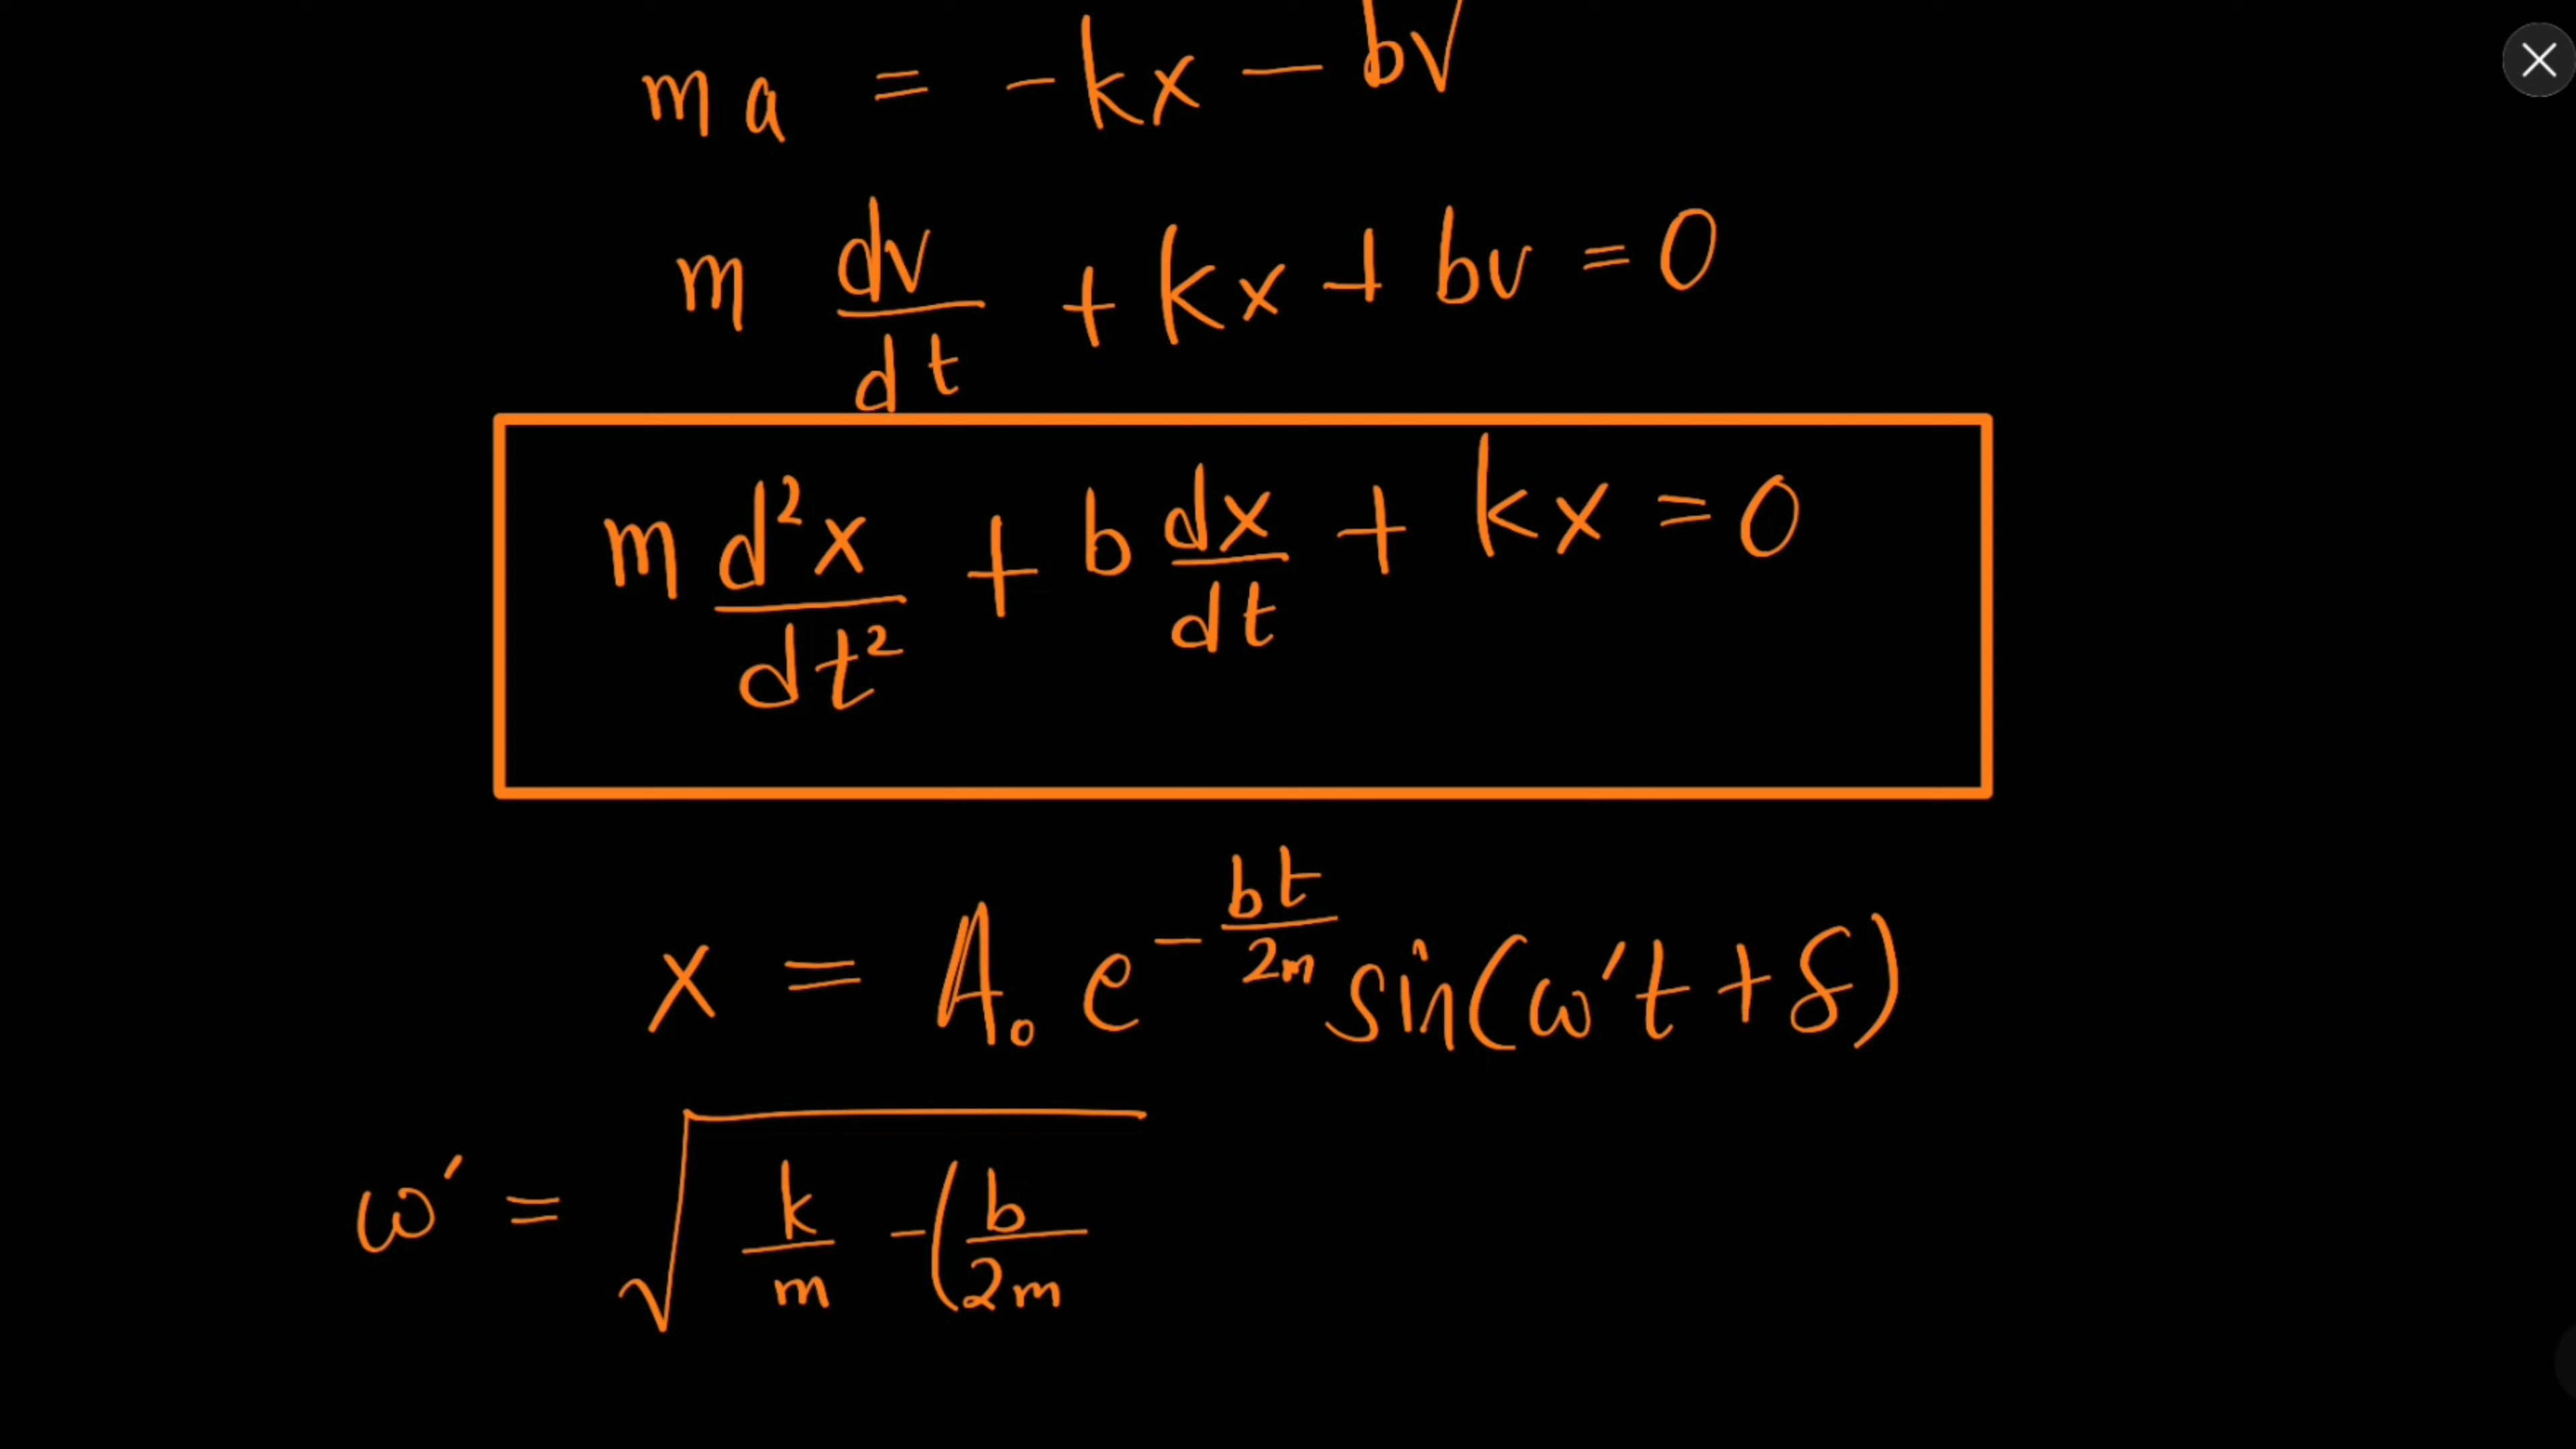 ma = -kx - bv
m dv/dt + kx + bv = 0
m d²x/dt² + b dx/dt + kx = 0
x = A₀ e^(-bt/2m) sin(ω't + δ)
ω' = √(k/m - (b/2m